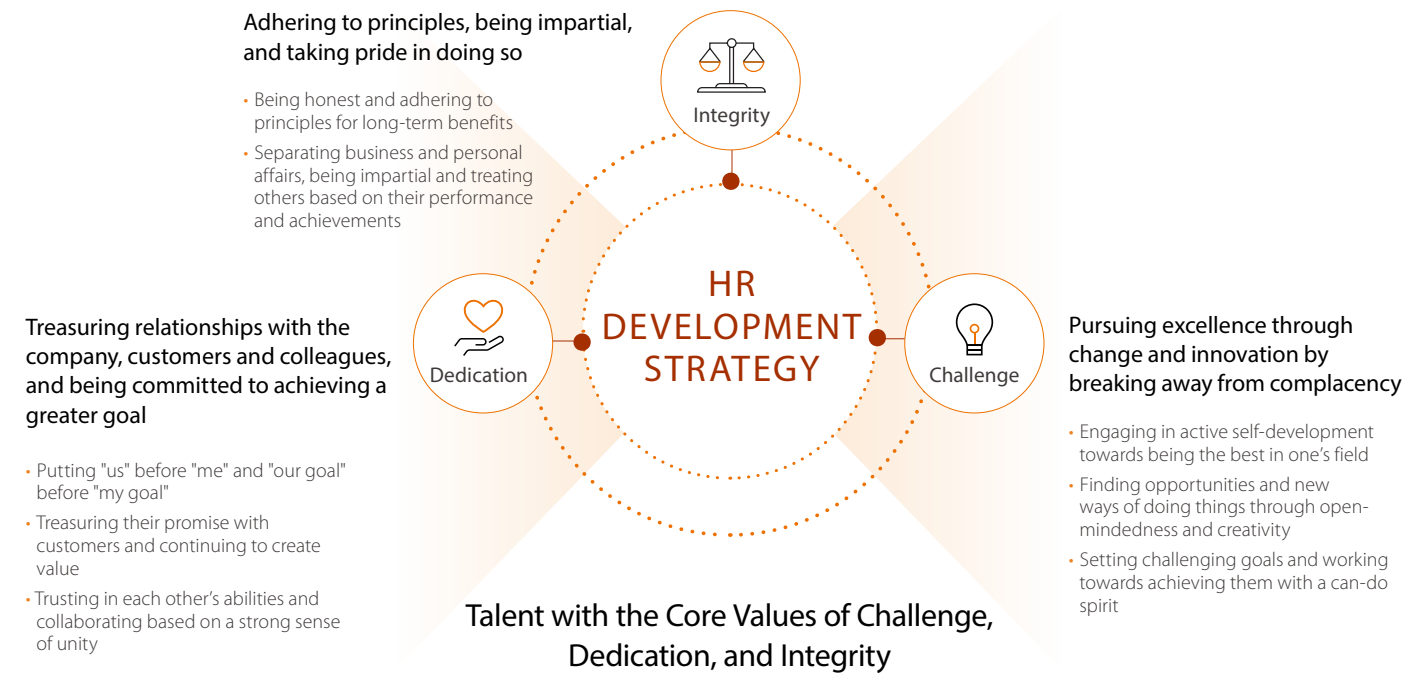 Adhering to principles, being impartial,
and taking pride in doing so
• Being honest and adhering to
principles for long-term benefits
• Separating business and personal
affairs, being impartial and treating
others based on their performance
and achievements
Integrity
HR
DEVELOPMENT
STRATEGY
Dedication
Treasuring relationships with the
company, customers and colleagues,
and being committed to achieving a
greater goal
• Putting "us" before "me" and "our goal"
before "my goal"
• Treasuring their promise with
customers and continuing to create
value
• Trusting in each other’s abilities and
collaborating based on a strong sense
of unity
Challenge
Pursuing excellence through
change and innovation by
breaking away from complacency
• Engaging in active self-development
towards being the best in one’s field
• Finding opportunities and new
ways of doing things through open-
mindedness and creativity
• Setting challenging goals and working
towards achieving them with a can-do
spirit
Talent with the Core Values of Challenge,
Dedication, and Integrity